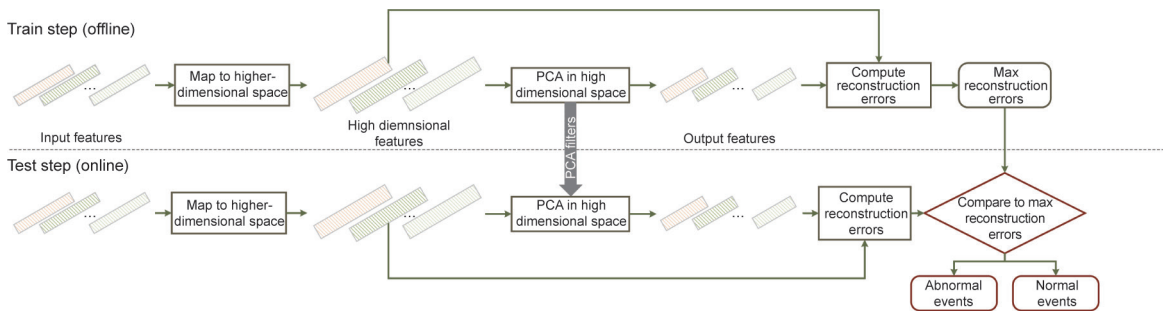 Train step (offline)
Map to higher-
dimensional space
...
...
PCA in high
dimensional space
...
Compute
reconstruction
errors
Max
reconstruction
errors
Input features
High diemnsional
features
PCA filters
Output features
Test step (online)
...
Map to higher-
dimensional space
...
PCA in high
dimensional space
...
Compute
reconstruction
errors
Compare to max
reconstruction
errors
Abnormal
events
Normal
events